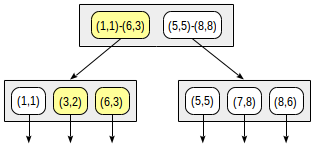 (1,1)-(6,3) (5,5)-(8,8)
(1,1) (3,2) (6,3) (5,5) (7,8) (8,6)